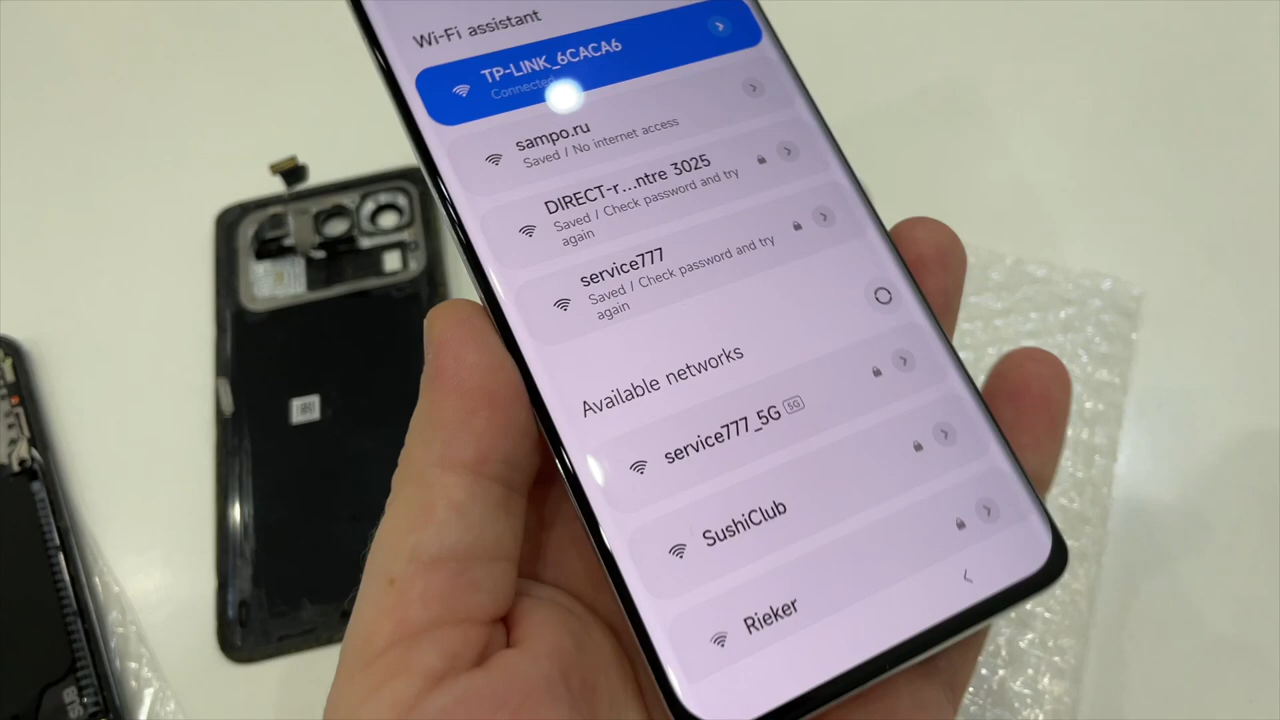 Wi-Fi assistant
TP-LINK_6CACA6
Connected
sampo.ru
Saved / No internet access
DIRECT-r...ntre 3025
Saved / Check password and try
again
service777
Saved / Check password and try
again
Available networks
service777_5G 5G
SushiClub
Rieker